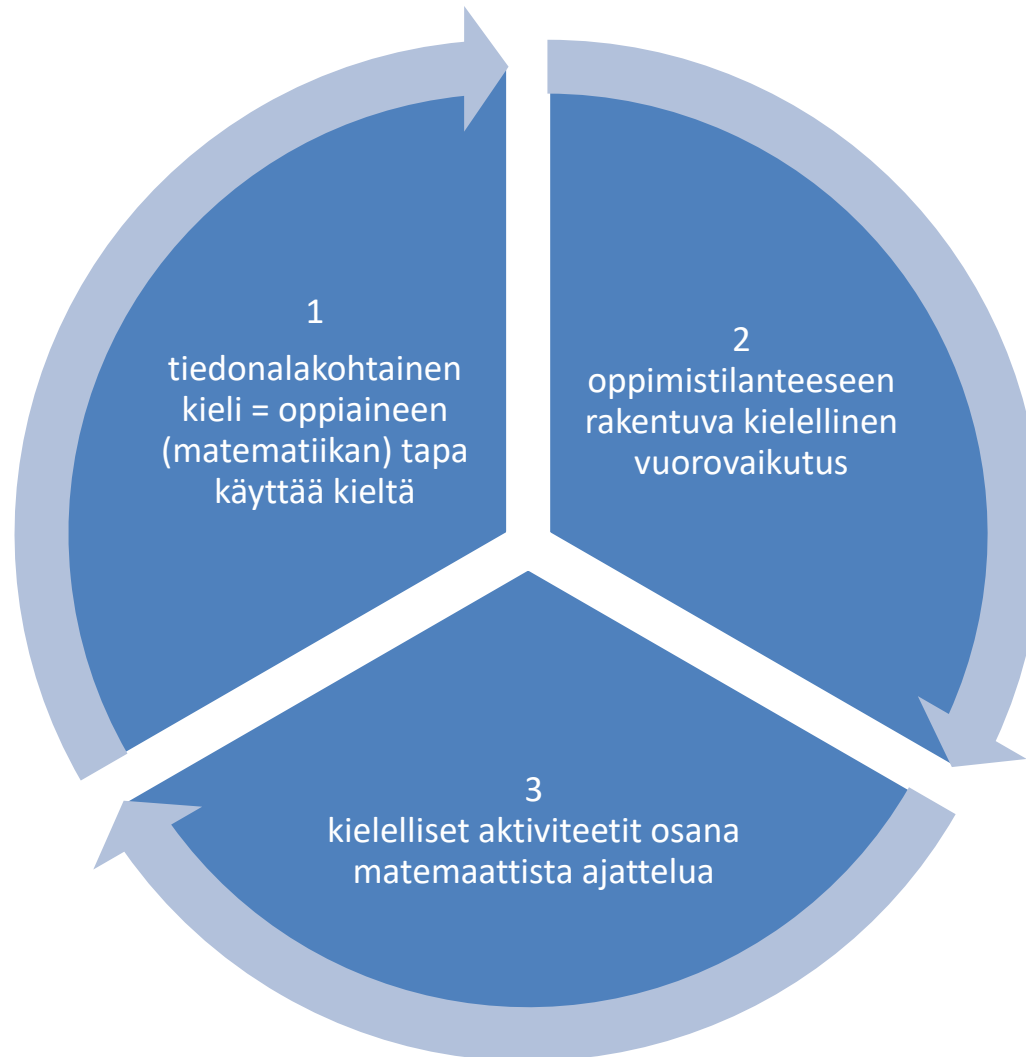 1
tiedonalakohtainen
kieli = oppiaineen
(matematiikan) tapa
käyttää kieltä
2
oppimistilanteeseen
rakentuva kielellinen
vuorovaikutus
3
kielelliset aktiviteetit osana
matemaattista ajattelua